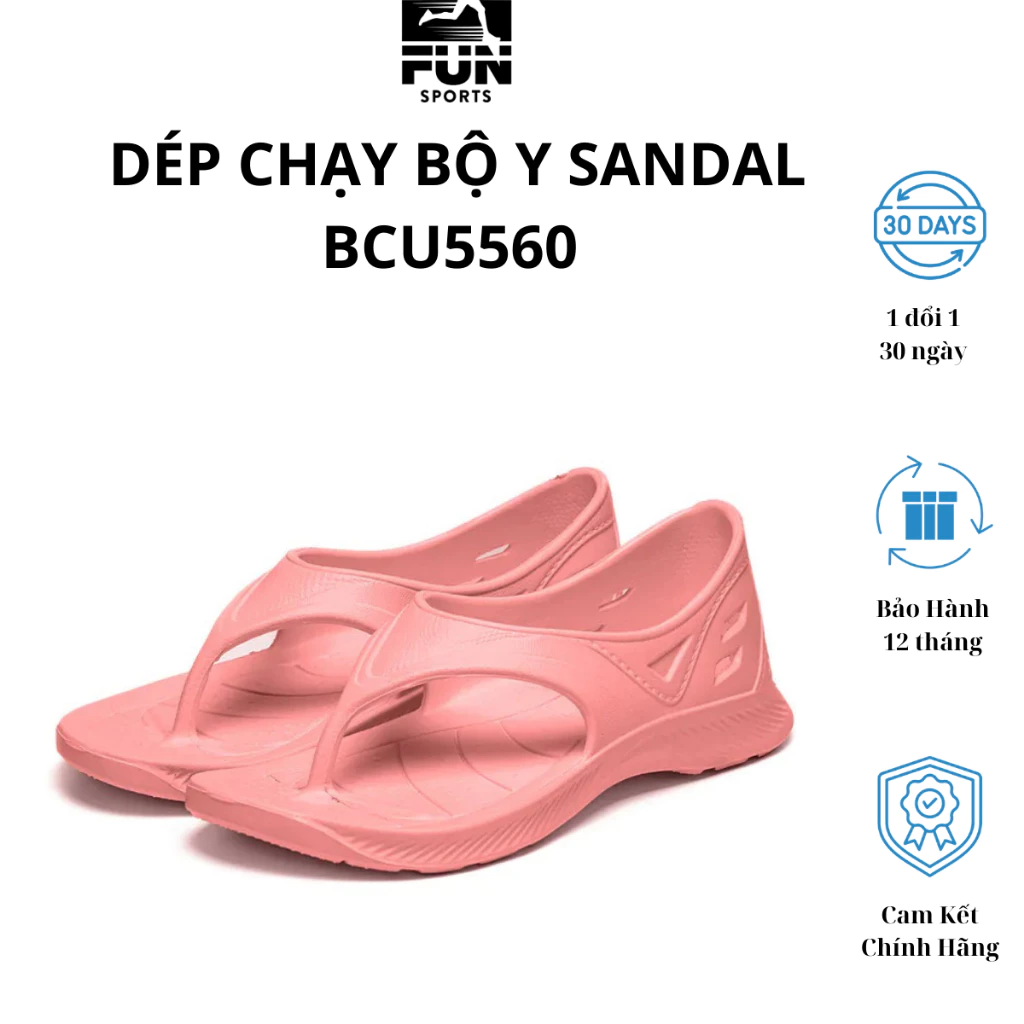 FUN
SPORTS
DÉP CHẠY BỘ Y SANDAL
BCU5560
30 DAYS
1 đổi 1
30 ngày
Bảo Hành
12 tháng
Cam Kết
Chính Hãng